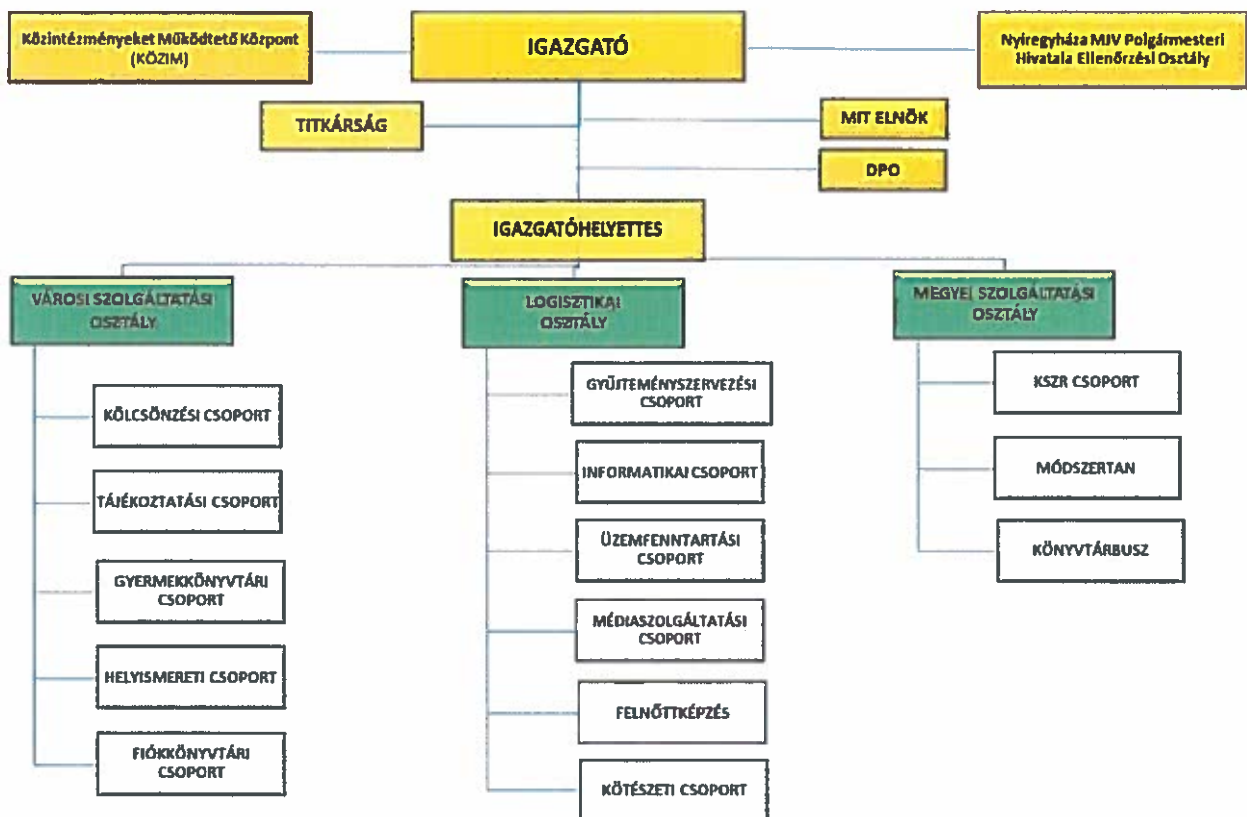 Közintézményeket Működtető Központ
(KÖZIM)
IGAZGATÓ
Nyíregyháza MJV Polgármesteri
Hivatala Ellenőrzési Osztály
TITKÁRSÁG
MIT ELNÖK
DPO
IGAZGATÓHELYETTES
VÁROSI SZOLGÁLTATÁSI
OSZTÁLY
LOGISZTIKAI
OSZTÁLY
MEGYEI SZOLGÁLTATÁSI
OSZTÁLY
KÖLCSÖNZÉSI CSOPORT
TÁJÉKOZTATÁSI CSOPORT
GYERMEKKÖNYVTÁRI
CSOPORT
HELYISMERETI CSOPORT
FIÓKKÖNYVTÁRI
CSOPORT
GYŰJTEMÉNYSZERVEZÉSI
CSOPORT
INFORMATIKAI CSOPORT
ÜZEMFENNTARTÁSI
CSOPORT
MÉDIASZOLGÁLTATÁSI
CSOPORT
FELNŐTTKÉPZÉS
KÖTÉSZETI CSOPORT
KSZR CSOPORT
MÓDSZERTAN
KÖNYVTÁRBUSZ